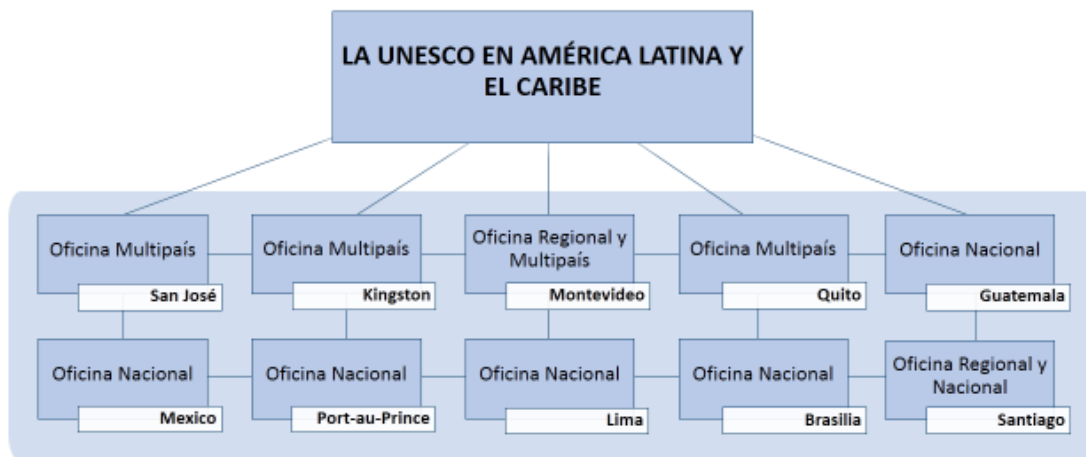 LA UNESCO EN AMÉRICA LATINA Y
EL CARIBE
Oficina Multipaís
San José
Oficina Multipaís
Kingston
Oficina Regional y
Multipaís
Montevideo
Oficina Multipaís
Quito
Oficina Nacional
Guatemala
Oficina Nacional
Mexico
Oficina Nacional
Port-au-Prince
Oficina Nacional
Lima
Oficina Nacional
Brasilia
Oficina Regional y
Nacional
Santiago